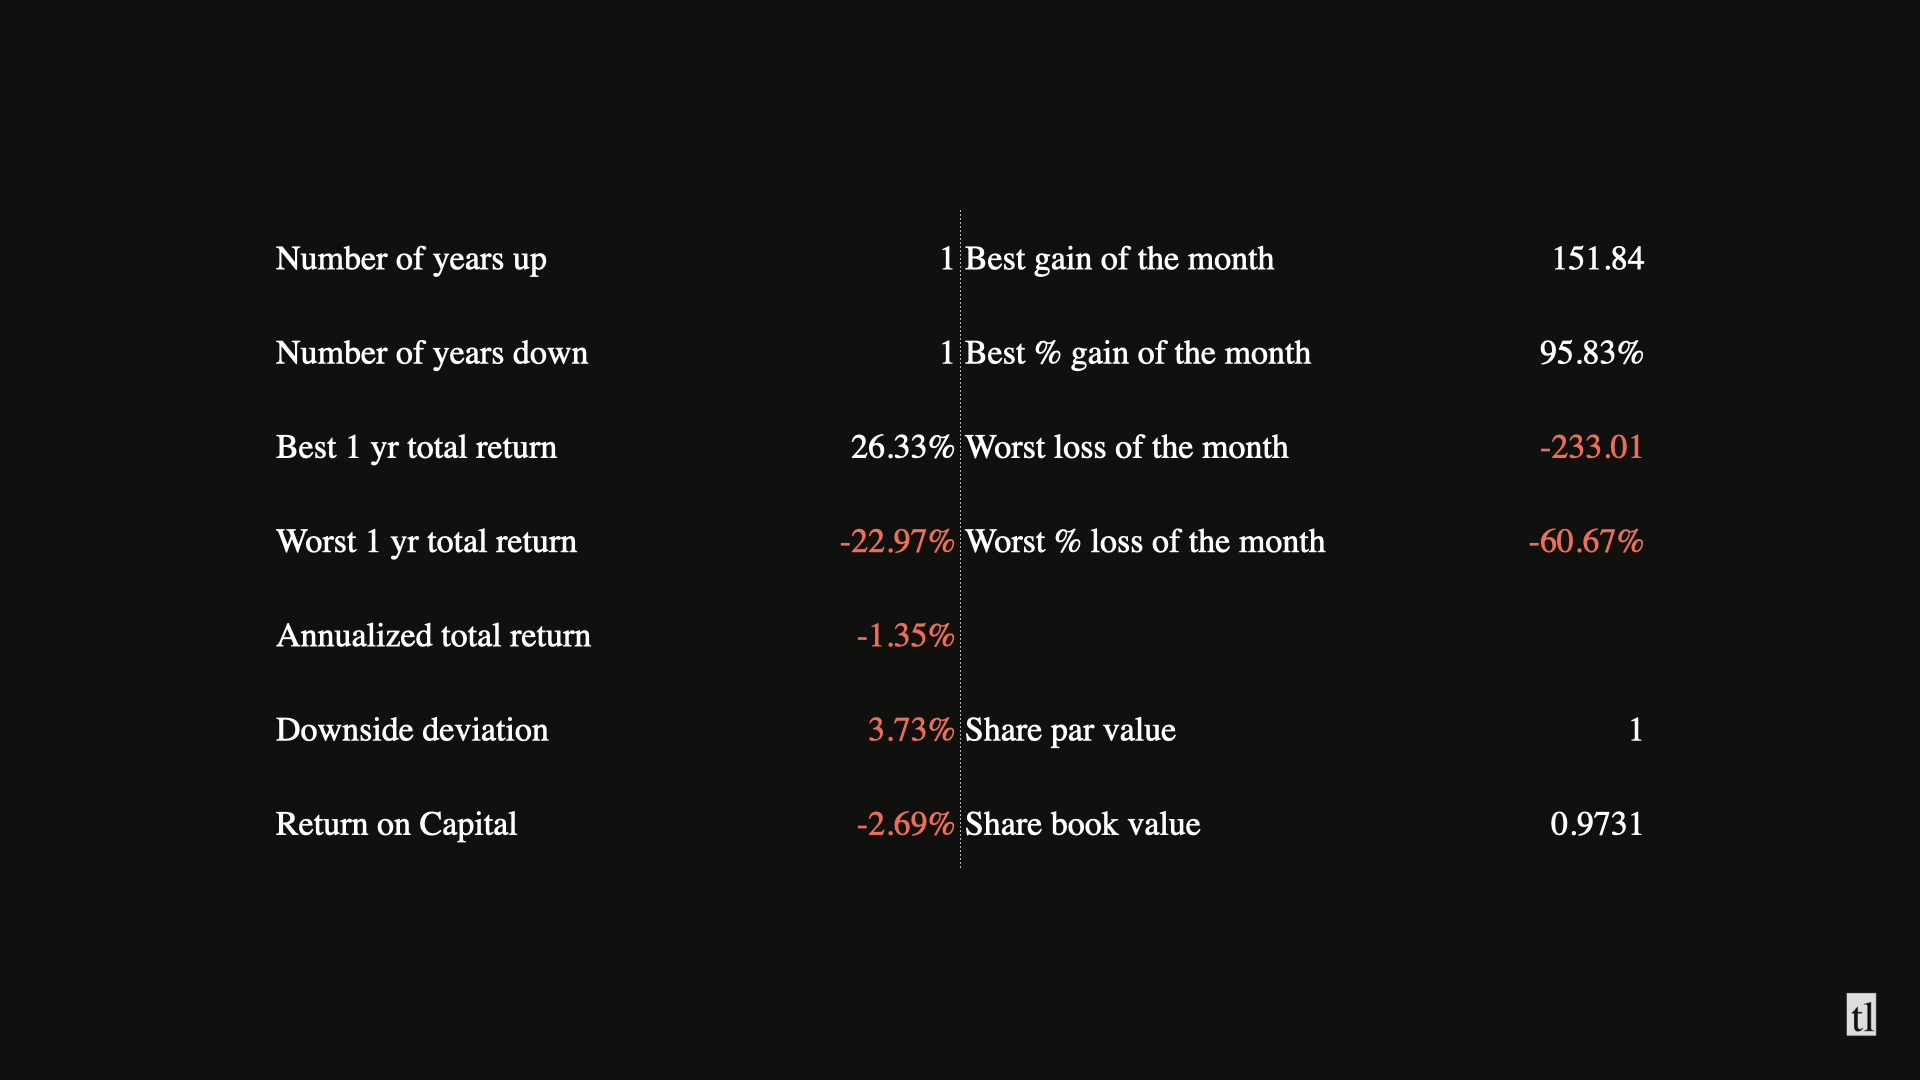 Number of years up 1 Best gain of the month 151.84
Number of years down 1 Best % gain of the month 95.83%
Best 1 yr total return 26.33% Worst loss of the month -233.01
Worst 1 yr total return -22.97% Worst % loss of the month -60.67%
Annualized total return -1.35%
Downside deviation 3.73% Share par value 1
Return on Capital -2.69% Share book value 0.9731
tl